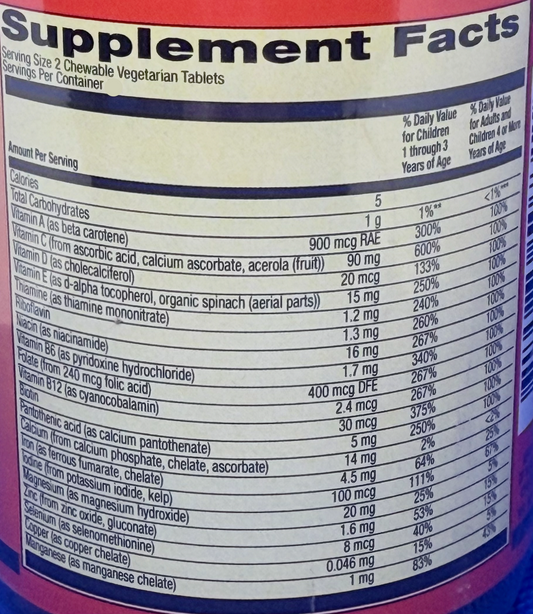 Supplement Facts
Serving Size 2 Chewable Vegetarian Tablets
Servings Per Container
Amount Per Serving
% Daily Value for Children 1 through 3 Years of Age
% Daily Value for Adults and Children 4 or More Years of Age
Calories 5
Total Carbohydrates 1 g 1%** <1%***
Vitamin A (as beta carotene) 900 mcg RAE 300% 100%
Vitamin C (from ascorbic acid, calcium ascorbate, acerola (fruit)) 90 mg 600% 100%
Vitamin D (as cholecalciferol) 20 mcg 133% 100%
Vitamin E (as d-alpha tocopherol, organic spinach (aerial parts)) 15 mg 250% 100%
Thiamine (as thiamine mononitrate) 1.2 mg 240% 100%
Riboflavin 1.3 mg 260% 100%
Niacin (as niacinamide) 16 mg 267% 100%
Vitamin B6 (as pyridoxine hydrochloride) 1.7 mg 340% 100%
Folate (from 240 mcg folic acid) 400 mcg DFE 267% 100%
Vitamin B12 (as cyanocobalamin) 2.4 mcg 267% 100%
Biotin 30 mcg 375% 100%
Pantothenic acid (as calcium pantothenate) 5 mg 250% 100%
Calcium (from calcium phosphate, chelate, ascorbate) 14 mg 2% <2%
Iron (as ferrous fumarate, chelate) 4.5 mg 64% 25%
Iodine (from potassium iodide, kelp) 100 mcg 111% 67%
Magnesium (as magnesium hydroxide) 20 mg 25% 5%
Zinc (from zinc oxide, gluconate) 1.6 mg 53% 15%
Selenium (as selenomethionine) 8 mcg 40% 15%
Copper (as copper chelate) 0.046 mg 15% 5%
Manganese (as manganese chelate) 1 mg 83% 43%